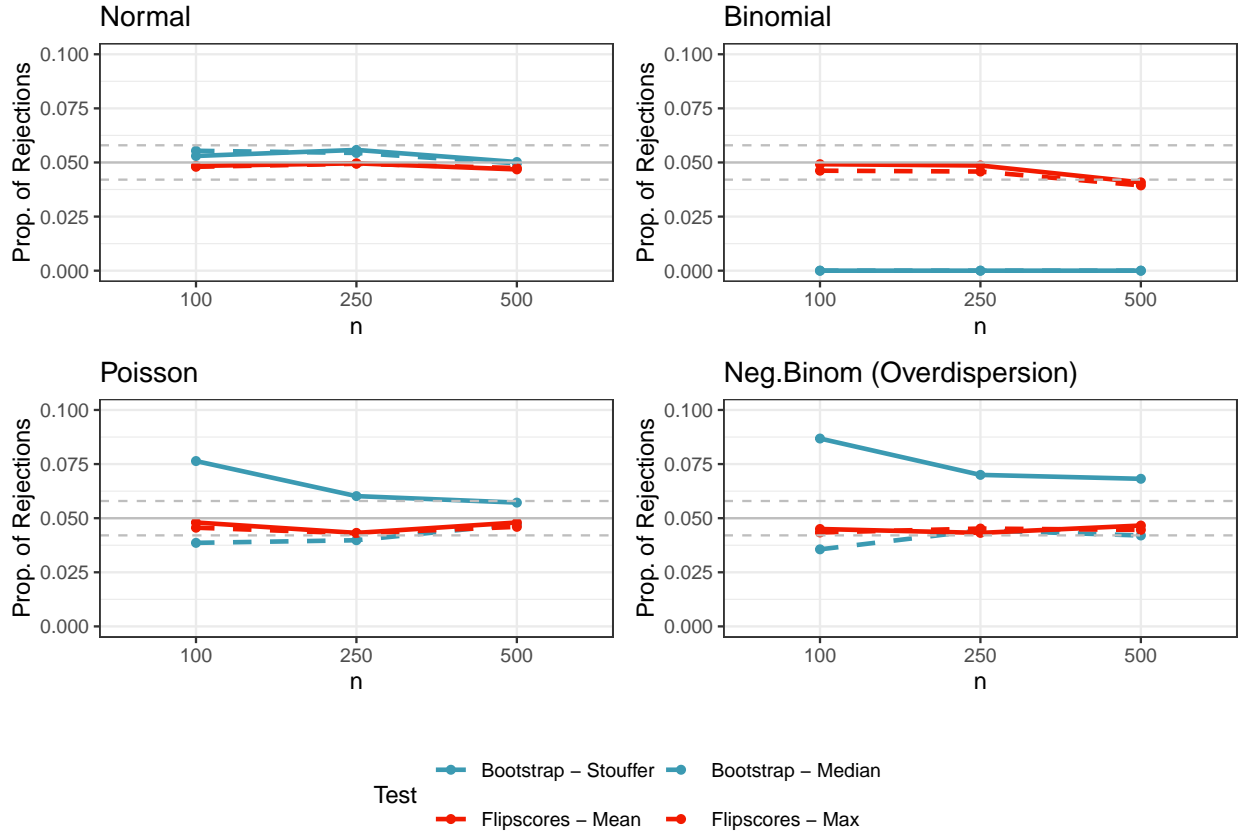 Normal
Prop. of Rejections
0.100
0.075
0.050
0.025
0.000
100 250 500
n
Binomial
Prop. of Rejections
0.100
0.075
0.050
0.025
0.000
100 250 500
n
Poisson
Prop. of Rejections
0.100
0.075
0.050
0.025
0.000
100 250 500
n
Neg.Binom (Overdispersion)
Prop. of Rejections
0.100
0.075
0.050
0.025
0.000
100 250 500
n
Test
Bootstrap − Stouffer Bootstrap − Median
Flipscores − Mean Flipscores − Max